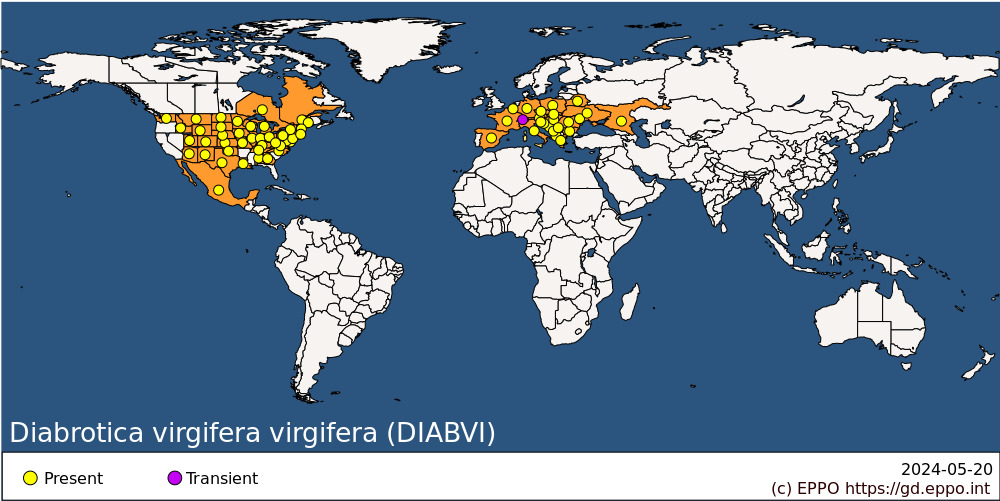 Diabrotica virgifera virgifera (DIABVI)
Present
Transient
2024-05-20
(c) EPPO https://gd.eppo.int